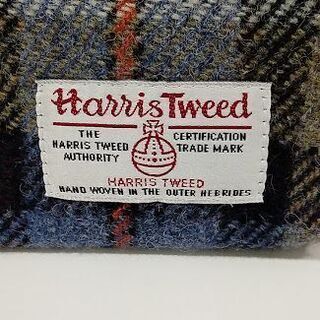 Harris Tweed
THE CERTIFICATION
HARRIS TWEED TRADE MARK
AUTHORITY
HARRIS TWEED
HAND WOVEN IN THE OUTER HEBRIDES